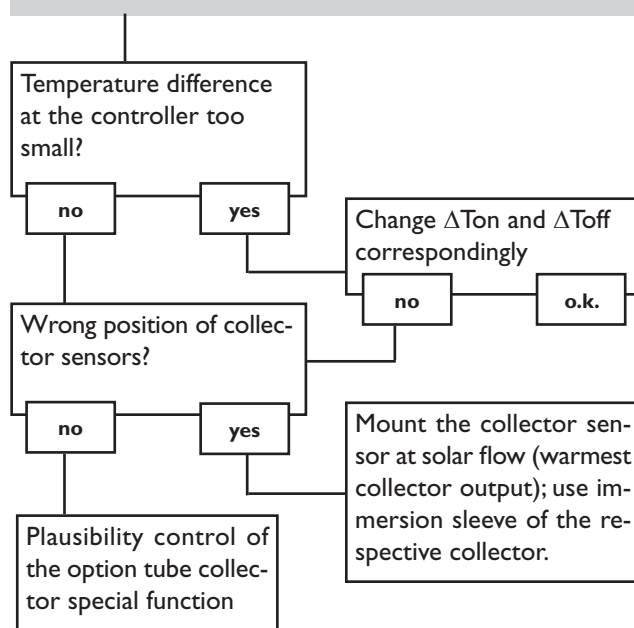 Temperature difference
at the controller too
small?
no
yes
Change ΔTon and ΔToff
correspondingly
no
o.k.
Wrong position of collec-
tor sensors?
no
yes
Mount the collector sen-
sor at solar flow (warmest
collector output); use im-
mersion sleeve of the re-
spective collector.
Plausibility control of
the option tube collec-
tor special function